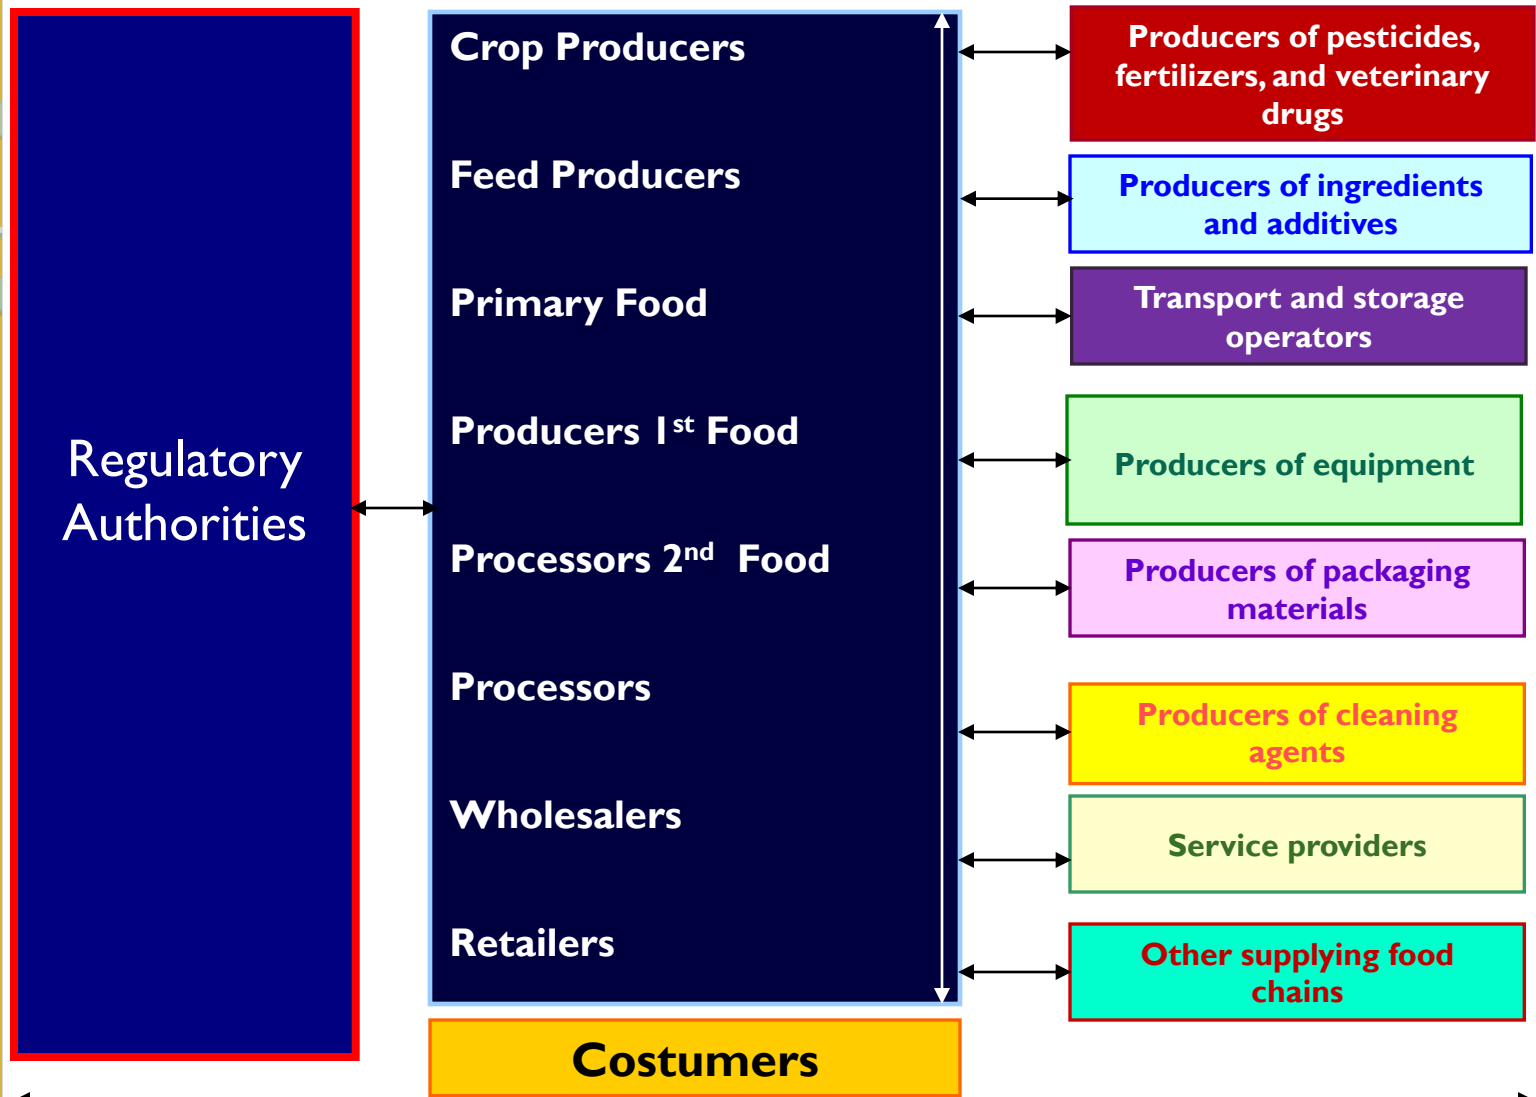 Regulatory
Authorities
Crop Producers
Feed Producers
Primary Food
Producers 1st Food
Processors 2nd Food
Processors
Wholesalers
Retailers
Costumers
Producers of pesticides,
fertilizers, and veterinary
drugs
Producers of ingredients
and additives
Transport and storage
operators
Producers of equipment
Producers of packaging
materials
Producers of cleaning
agents
Service providers
Other supplying food
chains